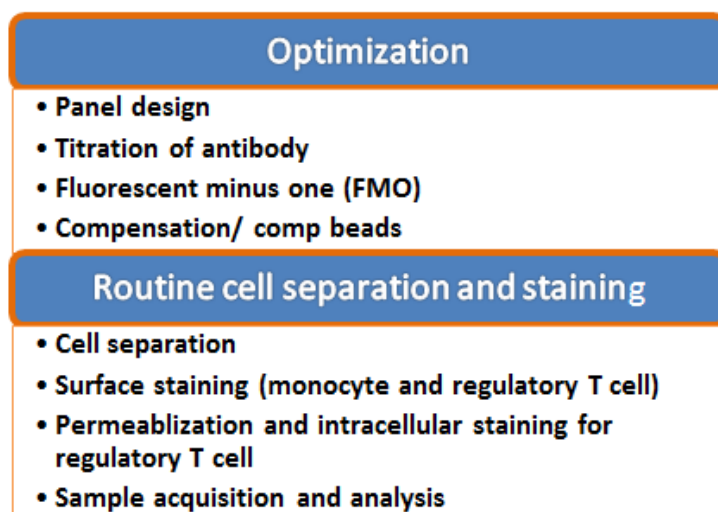 Optimization
• Panel design
• Titration of antibody
• Fluorescent minus one (FMO)
• Compensation/ comp beads
Routine cell separation and staining
• Cell separation
• Surface staining (monocyte and regulatory T cell)
• Permeablization and intracellular staining for
regulatory T cell
• Sample acquisition and analysis